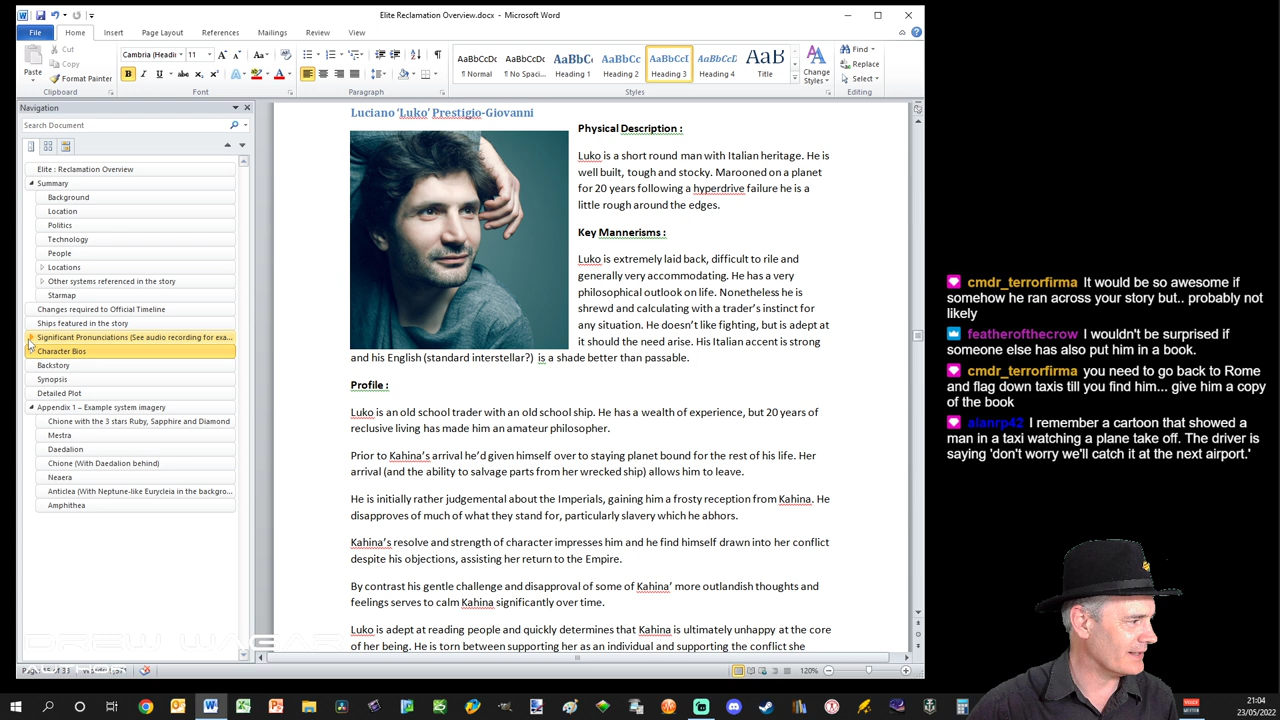 Elite Reclamation Overview.docx - Microsoft Word
File Home Insert Page Layout References Mailings Review View
Cut
Copy
Format Painter
Paste
Cambria (Headi 11
AaBbCcDc AaBbCcDc AaBbCc AaBbCc AaBbCcI AaBbCcI AaB
¶ Normal ¶ No Spaci... Heading 1 Heading 2 Heading 3 Heading 4 Title
Change Styles
Find
Replace
Select
Clipboard Font Paragraph Styles Editing
Navigation
Search Document
Elite : Reclamation Overview
Summary
Background
Location
Politics
Technology
People
Locations
Other systems referenced in the story
Starmap
Changes required to Official Timeline
Ships featured in the story
Significant Pronunciations (See audio recording for exa...
Character Bios
Backstory
Synopsis
Detailed Plot
Appendix 1 – Example system imagery
Chione with the 3 stars Ruby, Sapphire and Diamond
Mestra
Daedalion
Chione (With Daedalion behind)
Neaera
Anticlea (With Neptune-like Eurycleia in the backgro...
Amphithea
Luciano ‘Luko’ Prestigio-Giovanni
Physical Description :
Luko is a short round man with Italian heritage. He is
well built, tough and stocky. Marooned on a planet
for 20 years following a hyperdrive failure he is a
little rough around the edges.
Key Mannerisms :
Luko is extremely laid back, difficult to rile and
generally very accommodating. He has a very
philosophical outlook on life. Nonetheless he is
shrewd and calculating with a trader’s instinct for
any situation. He doesn’t like fighting, but is adept at
it should the need arise. His Italian accent is strong
and his English (standard interstellar?) is a shade better than passable.
Profile :
Luko is an old school trader with an old school ship. He has a wealth of experience, but 20 years of
reclusive living has made him an amateur philosopher.
Prior to Kahina’s arrival he’d given himself over to staying planet bound for the rest of his life. Her
arrival (and the ability to salvage parts from her wrecked ship) allows him to leave.
He is initially rather judgemental about the Imperials, gaining him a frosty reception from Kahina. He
disapproves of much of what they stand for, particularly slavery which he abhors.
Kahina’s resolve and strength of character impresses him and he find himself drawn into her conflict
despite his objections, assisting her return to the Empire.
By contrast his gentle challenge and disapproval of some of Kahina’ more outlandish thoughts and
feelings serves to calm Kahina significantly over time.
Luko is adept at reading people and quickly determines that Kahina is ultimately unhappy at the core
of her being. He is torn between supporting her as an individual and supporting the conflict she
120%
DREW WAGAR
cmdr_terrorfirma It would be so awesome if
somehow he ran across your story but.. probably not
likely
featherofthecrow I wouldn't be surprised if
someone else has also put him in a book.
cmdr_terrorfirma you need to go back to Rome
and flag down taxis till you find him... give him a copy
of the book
alanrp42 I remember a cartoon that showed a
man in a taxi watching a plane take off. The driver is
saying 'don't worry we'll catch it at the next airport.'
21:04
23/05/2022